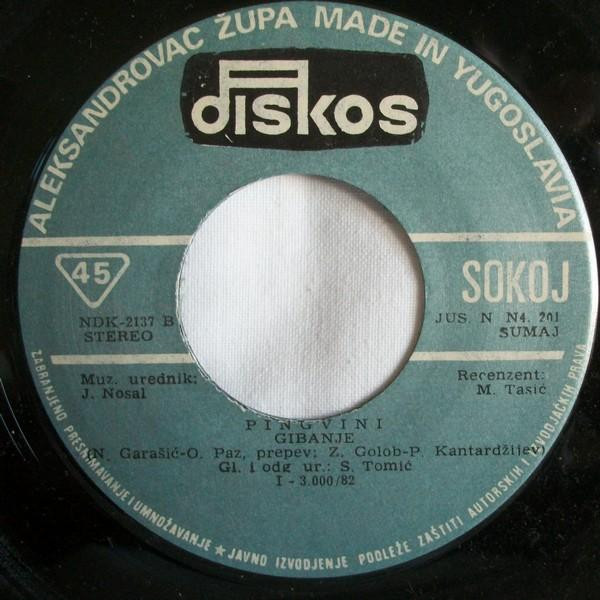 ALEKSANDROVAC ŽUPA MADE IN YUGOSLAVIA
diskos
45
SOKOJ
NDK-2137 B
STEREO
JUS. N N4. 201
SUMAJ
Muz. urednik:
J. Nosal
Recenzent:
M. Tasić
PINGVINI
GIBANJE
(N. Garašić-O. Paz, prepev: Z. Golob-P. Kantardžijev)
Gl. i odg ur.: S. Tomić
I - 3.000/82
ZABRANJENO PRESNIMAVANJE I UMNOŽAVANJE ★ JAVNO IZVODJENJE PODLEŽE ZAŠTITI AUTORSKIH I IZVODJAČKIH PRAVA